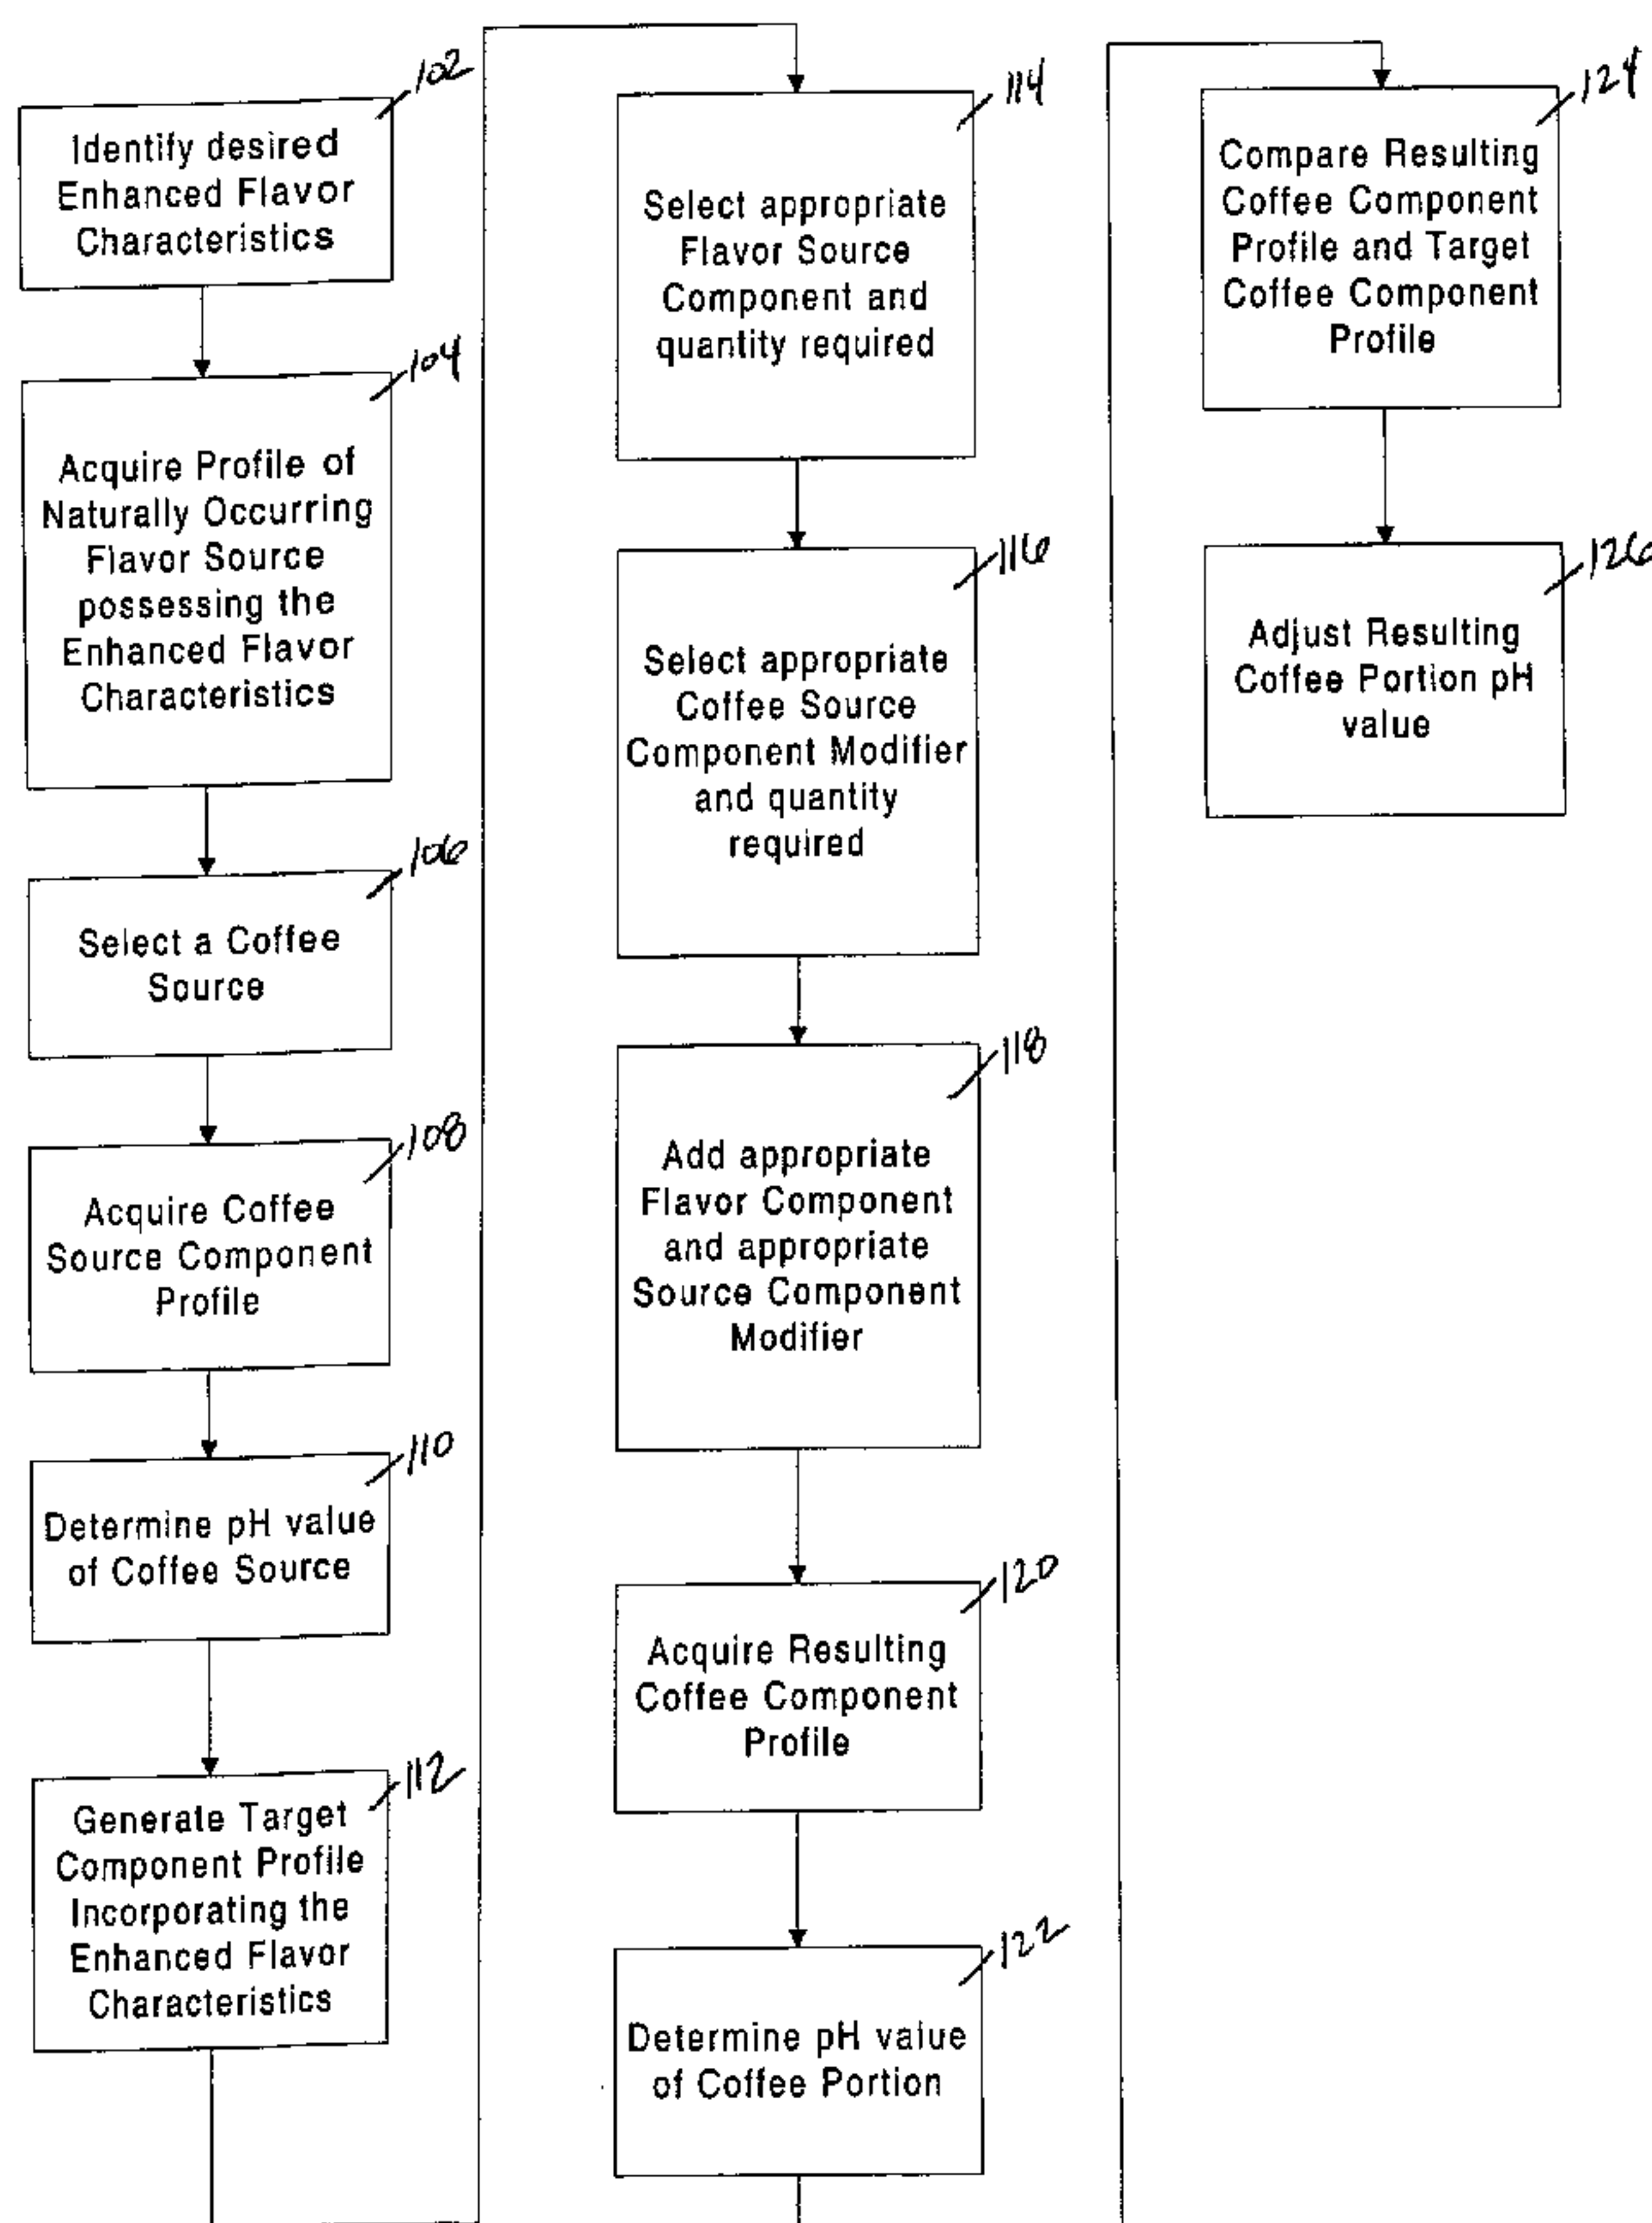 102
Identify desired
Enhanced Flavor
Characteristics
104
Acquire Profile of
Naturally Occurring
Flavor Source
possessing the
Enhanced Flavor
Characteristics
106
Select a Coffee
Source
108
Acquire Coffee
Source Component
Profile
110
Determine pH value
of Coffee Source
112
Generate Target
Component Profile
Incorporating the
Enhanced Flavor
Characteristics
114
Select appropriate
Flavor Source
Component and
quantity required
116
Select appropriate
Coffee Source
Component Modifier
and quantity
required
118
Add appropriate
Flavor Component
and appropriate
Source Component
Modifier
120
Acquire Resulting
Coffee Component
Profile
122
Determine pH value
of Coffee Portion
124
Compare Resulting
Coffee Component
Profile and Target
Coffee Component
Profile
126
Adjust Resulting
Coffee Portion pH
value